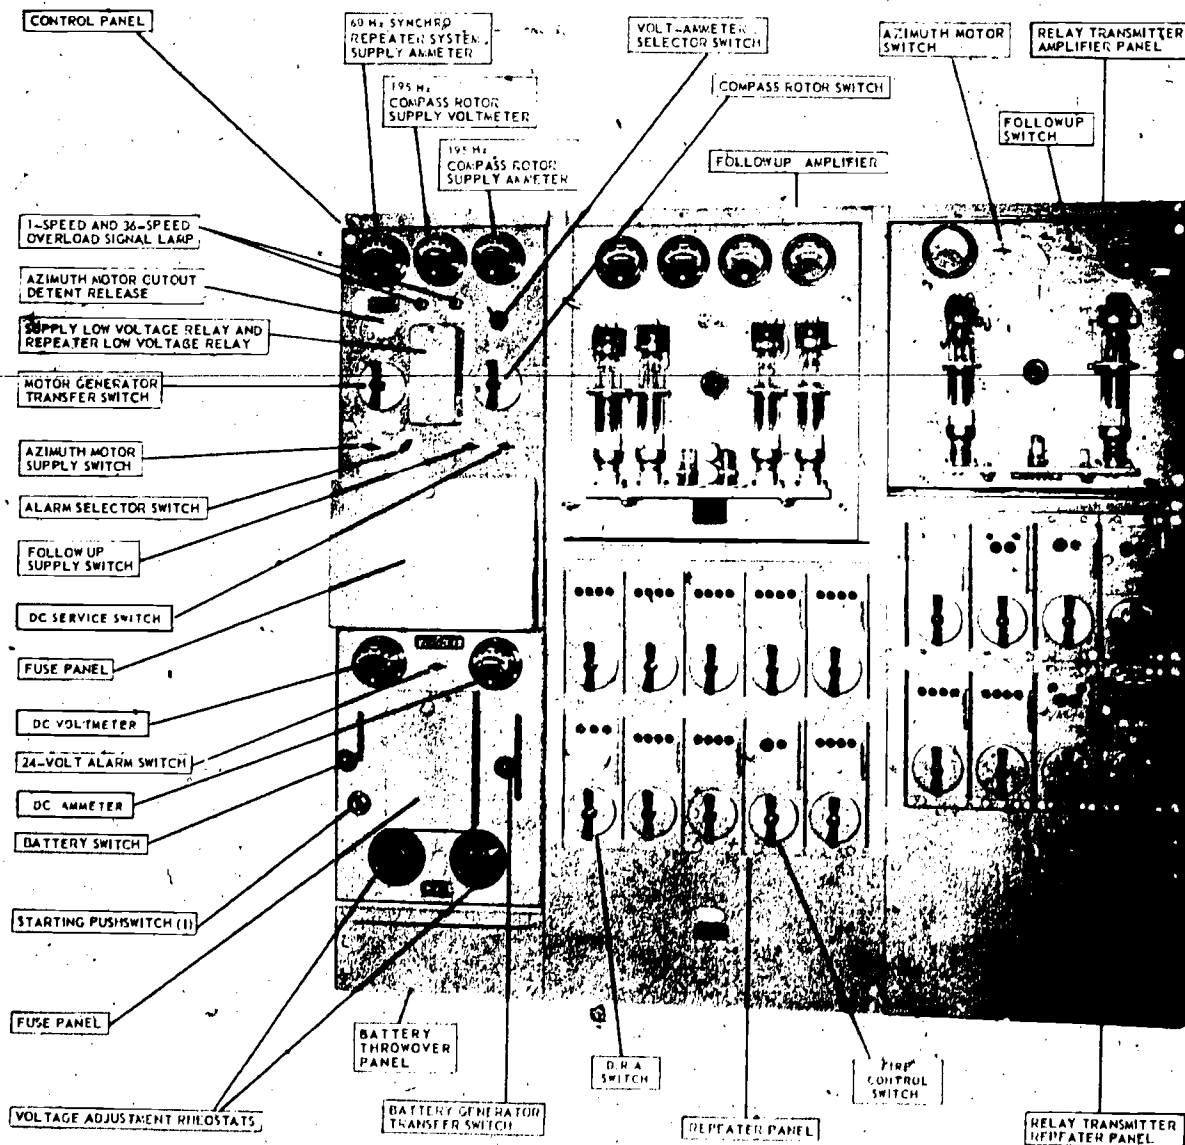 CONTROL PANEL
60 Hz SYNCHRO
REPEATER SYSTEM
SUPPLY AMMETER
VOLT-AMMETER
SELECTOR SWITCH
AZIMUTH MOTOR
SWITCH
RELAY TRANSMITTER
AMPLIFIER PANEL
195 Hz
COMPASS ROTOR
SUPPLY VOLTMETER
COMPASS ROTOR SWITCH
195 Hz
COMPASS ROTOR
SUPPLY AMMETER
FOLLOWUP AMPLIFIER
FOLLOWUP
SWITCH
1-SPEED AND 36-SPEED
OVERLOAD SIGNAL LAMP
AZIMUTH MOTOR CUTOUT
DETENT RELEASE
SUPPLY LOW VOLTAGE RELAY AND
REPEATER LOW VOLTAGE RELAY
MOTOR GENERATOR
TRANSFER SWITCH
AZIMUTH MOTOR
SUPPLY SWITCH
ALARM SELECTOR SWITCH
FOLLOW UP
SUPPLY SWITCH
DC SERVICE SWITCH
FUSE PANEL
DC VOLTMETER
24-VOLT ALARM SWITCH
DC AMMETER
BATTERY SWITCH
STARTING PUSHSWITCH (1)
FUSE PANEL
VOLTAGE ADJUSTMENT RHEOSTATS
BATTERY
THROWOVER
PANEL
BATTERY GENERATOR
TRANSFER SWITCH
D.R.A
SWITCH
REPEATER PANEL
FIRE
CONTROL
SWITCH
RELAY TRANSMITTER
REPEATER PANEL